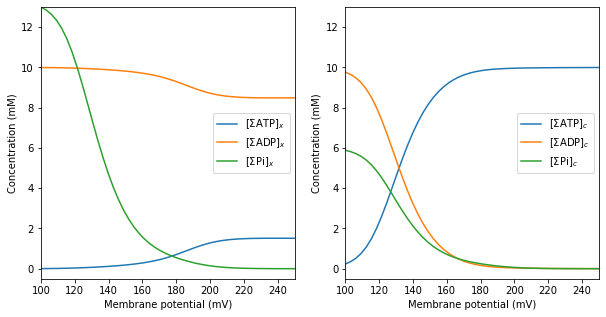 12
10
8
6
4
2
0
Concentration (mM)
[ΣATP]ₓ
[ΣADP]ₓ
[ΣPi]ₓ
100 120 140 160 180 200 220 240
Membrane potential (mV)
12
10
8
6
4
2
0
Concentration (mM)
[ΣATP]c
[ΣADP]c
[ΣPi]c
100 120 140 160 180 200 220 240
Membrane potential (mV)